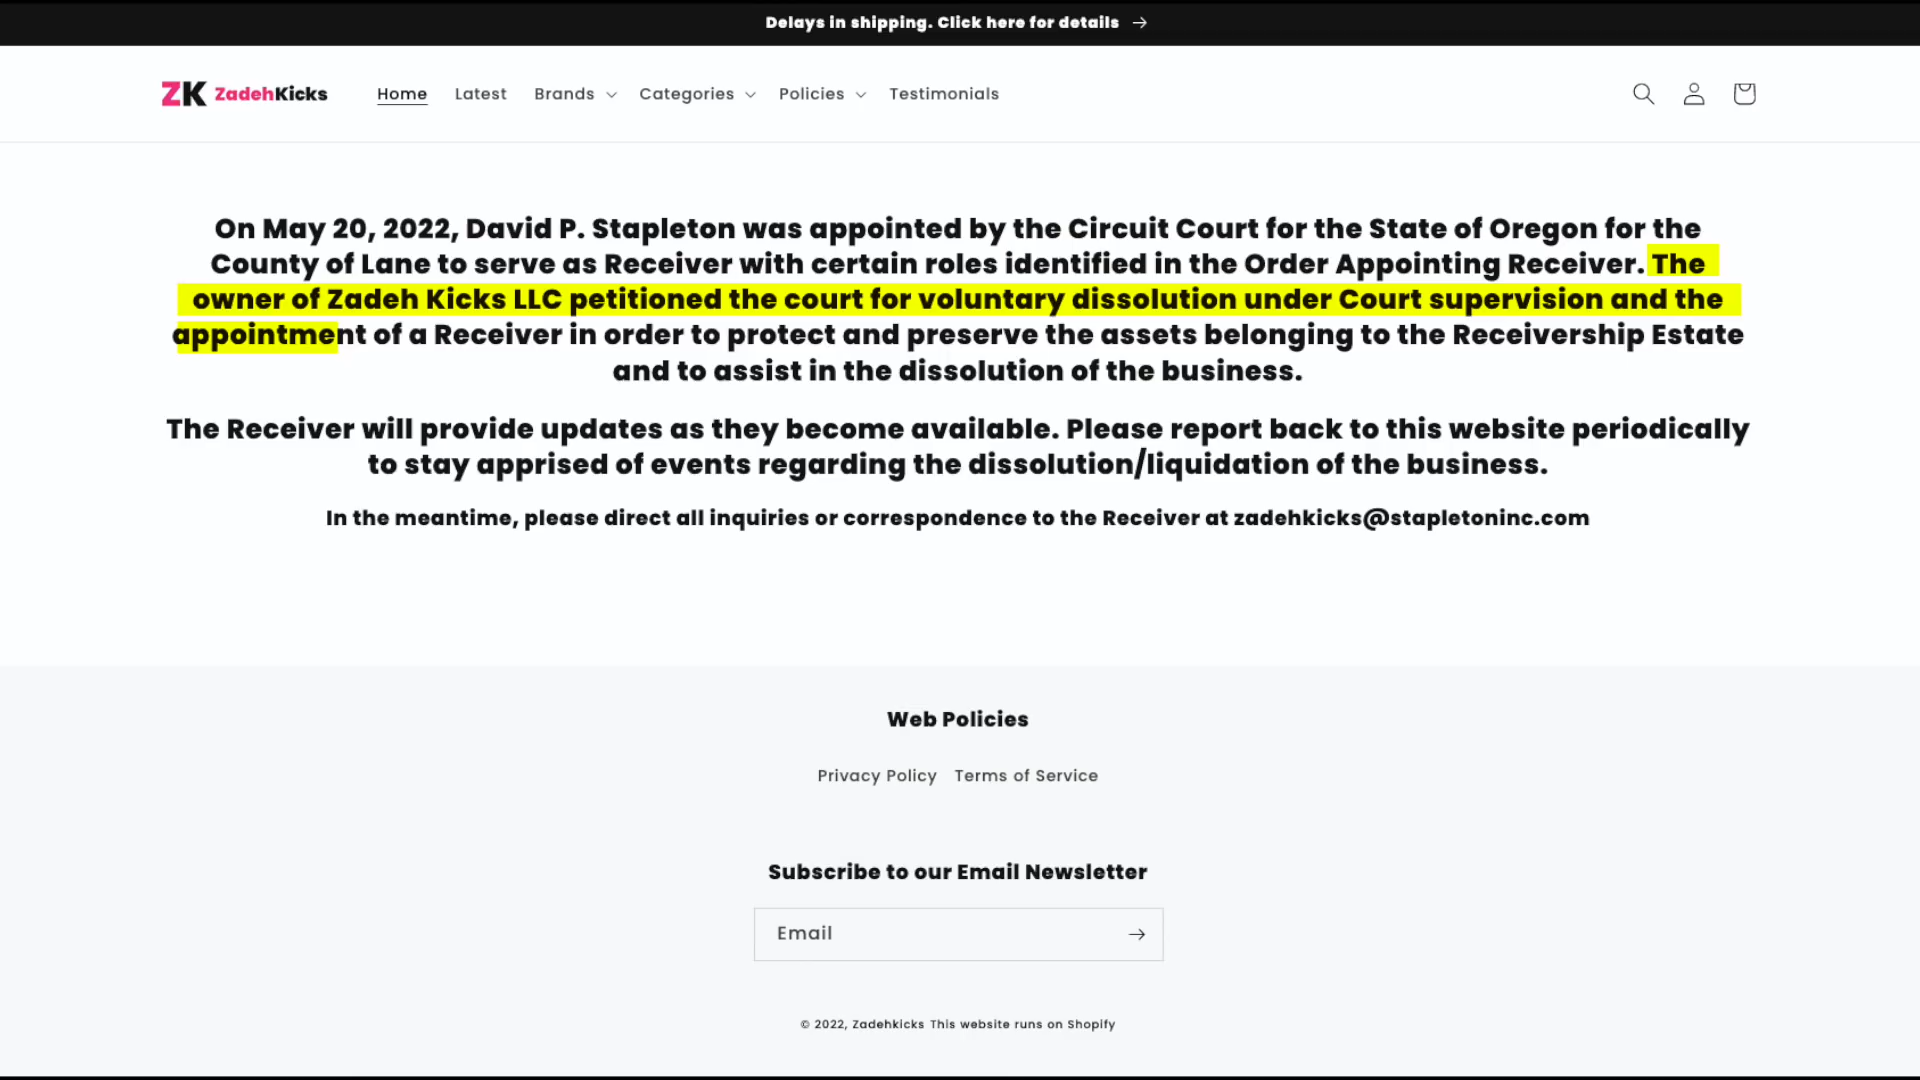 Delays in shipping. Click here for details →
ZK ZadehKicks Home Latest Brands Categories Policies Testimonials
On May 20, 2022, David P. Stapleton was appointed by the Circuit Court for the State of Oregon for the
County of Lane to serve as Receiver with certain roles identified in the Order Appointing Receiver. The
owner of Zadeh Kicks LLC petitioned the court for voluntary dissolution under Court supervision and the
appointment of a Receiver in order to protect and preserve the assets belonging to the Receivership Estate
and to assist in the dissolution of the business.
The Receiver will provide updates as they become available. Please report back to this website periodically
to stay apprised of events regarding the dissolution/liquidation of the business.
In the meantime, please direct all inquiries or correspondence to the Receiver at zadehkicks@stapletoninc.com
Web Policies
Privacy Policy Terms of Service
Subscribe to our Email Newsletter
Email →
© 2022, Zadehkicks This website runs on Shopify